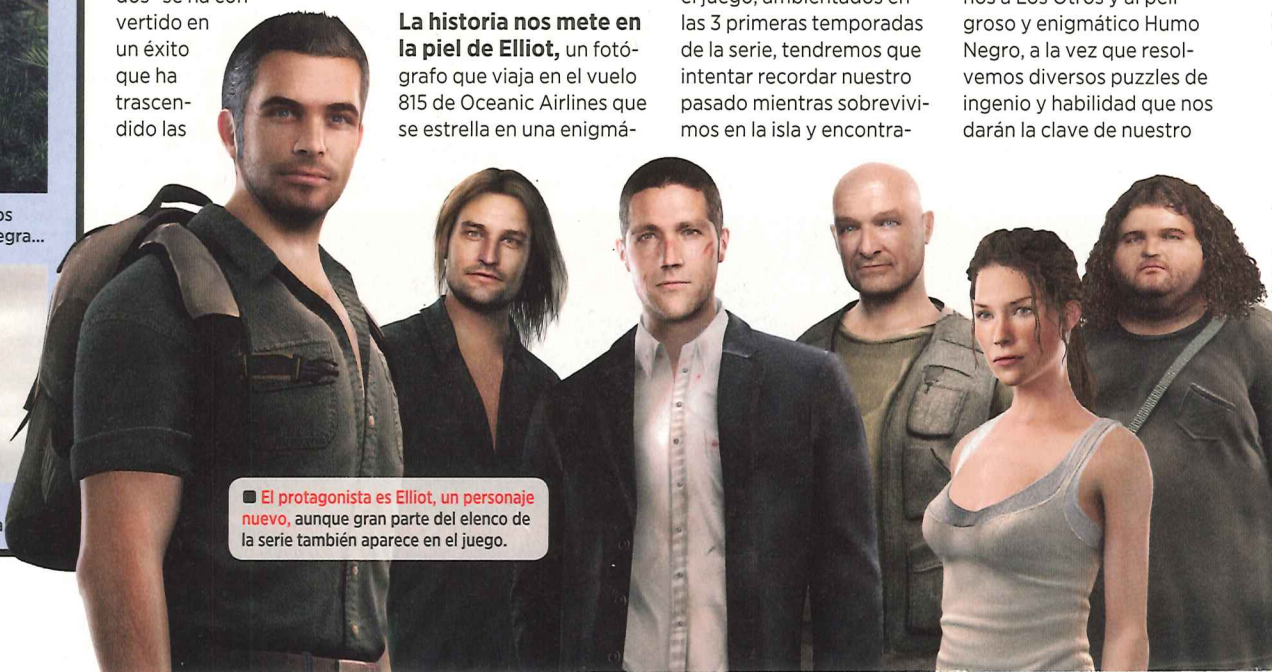 vertido en
un éxito
que ha
trascen-
dido las
La historia nos mete en
la piel de Elliot, un fotó-
grafo que viaja en el vuelo
815 de Oceanic Airlines que
se estrella en una enigmá-
las 3 primeras temporadas
de la serie, tendremos que
intentar recordar nuestro
pasado mientras sobrevivi-
mos en la isla y encontra-
groso y enigmático Humo
Negro, a la vez que resol-
vemos diversos puzzles de
ingenio y habilidad que nos
darán la clave de nuestro
os
egra...
■ El protagonista es Elliot, un personaje
nuevo, aunque gran parte del elenco de
la serie también aparece en el juego.